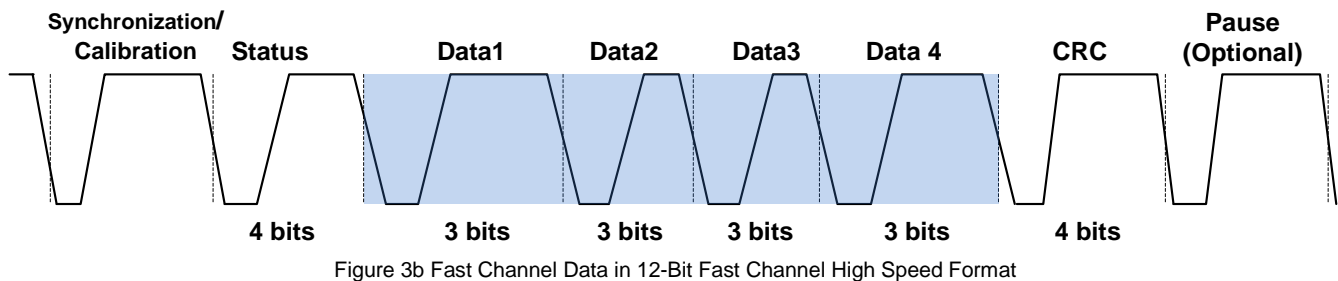 Synchronization/
Calibration
Status
Data1
Data2
Data3
Data 4
CRC
Pause
(Optional)
4 bits
3 bits
3 bits
3 bits
3 bits
4 bits
Figure 3b Fast Channel Data in 12-Bit Fast Channel High Speed Format